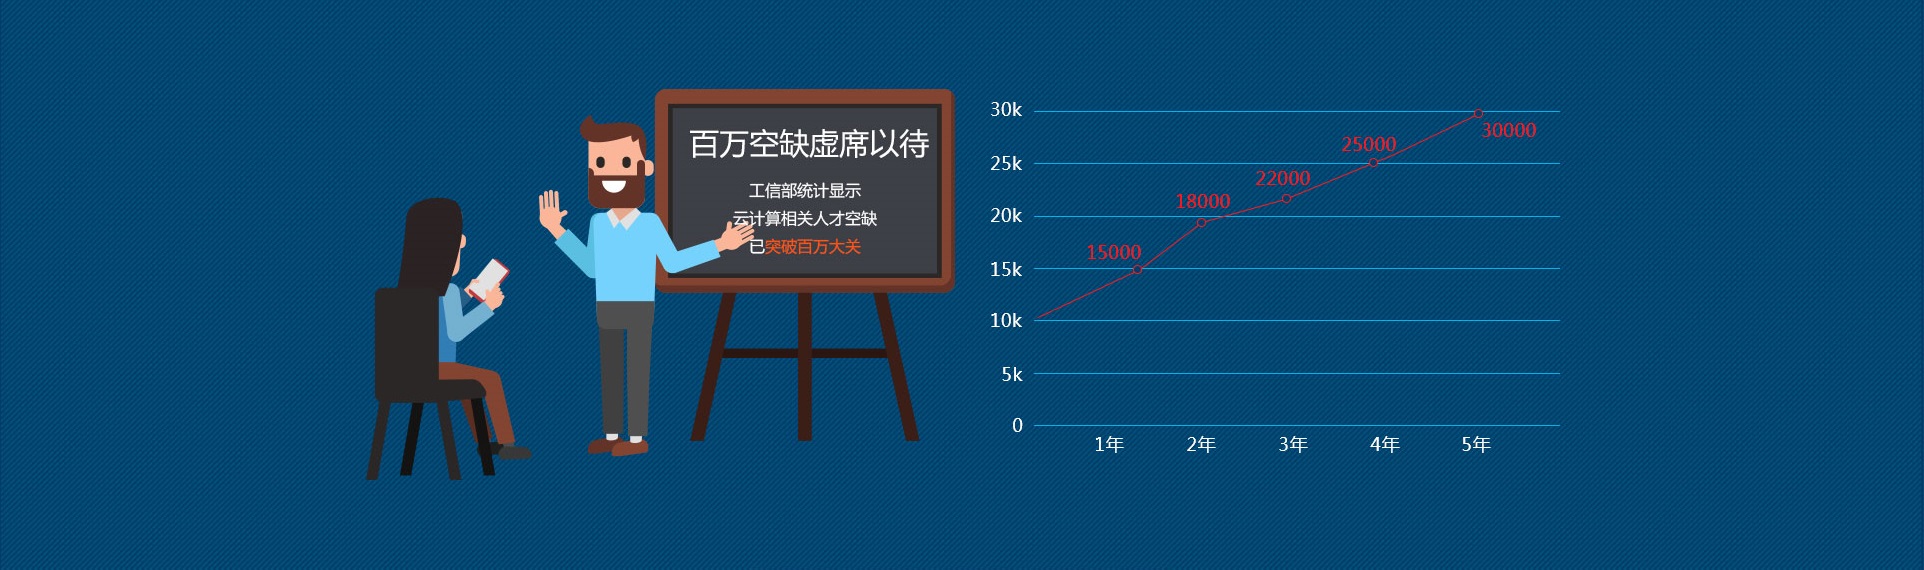 百万空缺虚席以待
工信部统计显示
云计算相关人才空缺
已突破百万大关
30k
25k
20k
15k
10k
5k
0
15000
18000
22000
25000
30000
1年
2年
3年
4年
5年